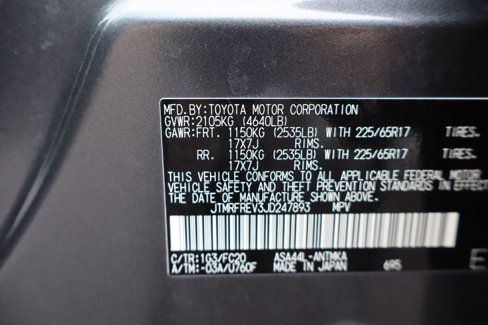 MFD.BY:TOYOTA MOTOR CORPORATION
GVWR:2105KG (4640LB)
GAWR:FRT. 1150KG (2535LB) WITH 225/65R17 TIRES.
17X7J RIMS.
RR. 1150KG (2535LB) WITH 225/65R17 TIRES.
17X7J RIMS.
THIS VEHICLE CONFORMS TO ALL APPLICABLE FEDERAL MOTOR
VEHICLE SAFETY AND THEFT PREVENTION STANDARDS IN EFFECT
THE DATE OF MANUFACTURE SHOWN ABOVE.
JTMRFREV3JD247893 MPV
C/TR:1G3/FC20 ASA44L-ANTMKA
A/TM:-03A/U760F MADE IN JAPAN 695
E